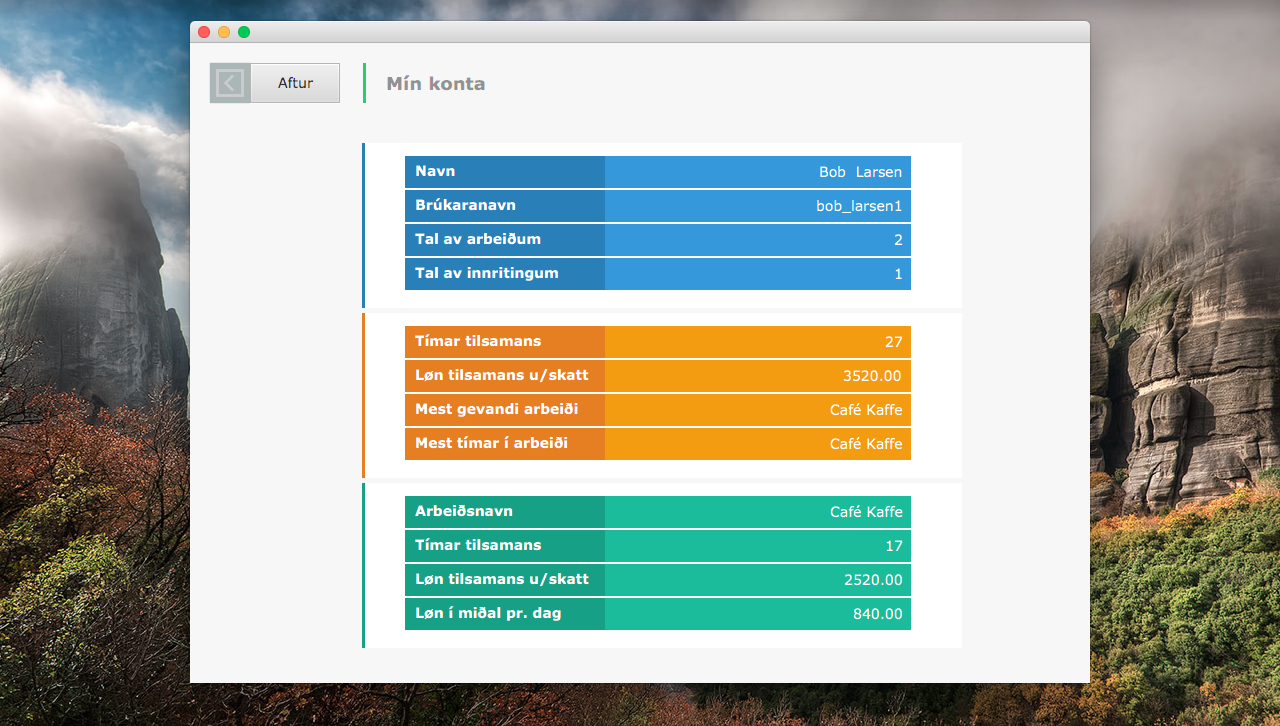 Aftur
Mín konta
Navn Bob Larsen
Brúkaranavn bob_larsen1
Tal av arbeiðum 2
Tal av innritingum 1
Tímar tilsamans 27
Løn tilsamans u/skatt 3520.00
Mest gevandi arbeiði Café Kaffe
Mest tímar í arbeiði Café Kaffe
Arbeiðsnavn Café Kaffe
Tímar tilsamans 17
Løn tilsamans u/skatt 2520.00
Løn í miðal pr. dag 840.00